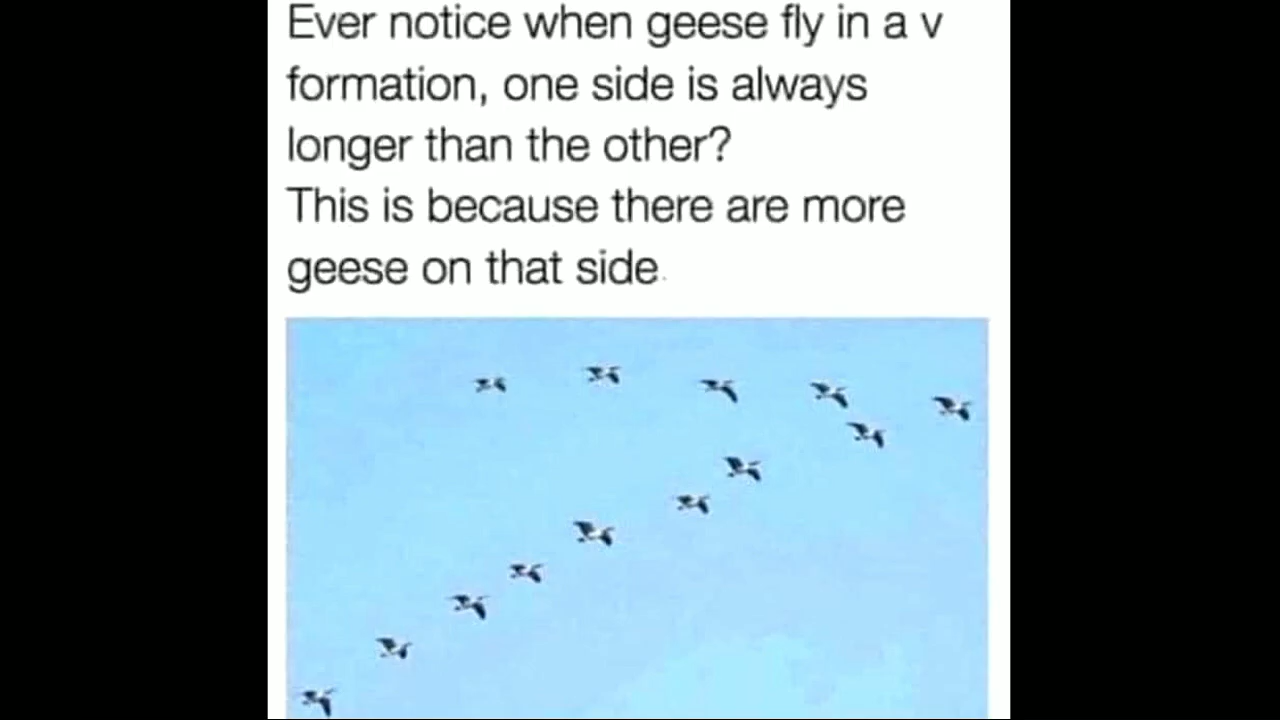 Ever notice when geese fly in a v
formation, one side is always
longer than the other?
This is because there are more
geese on that side.